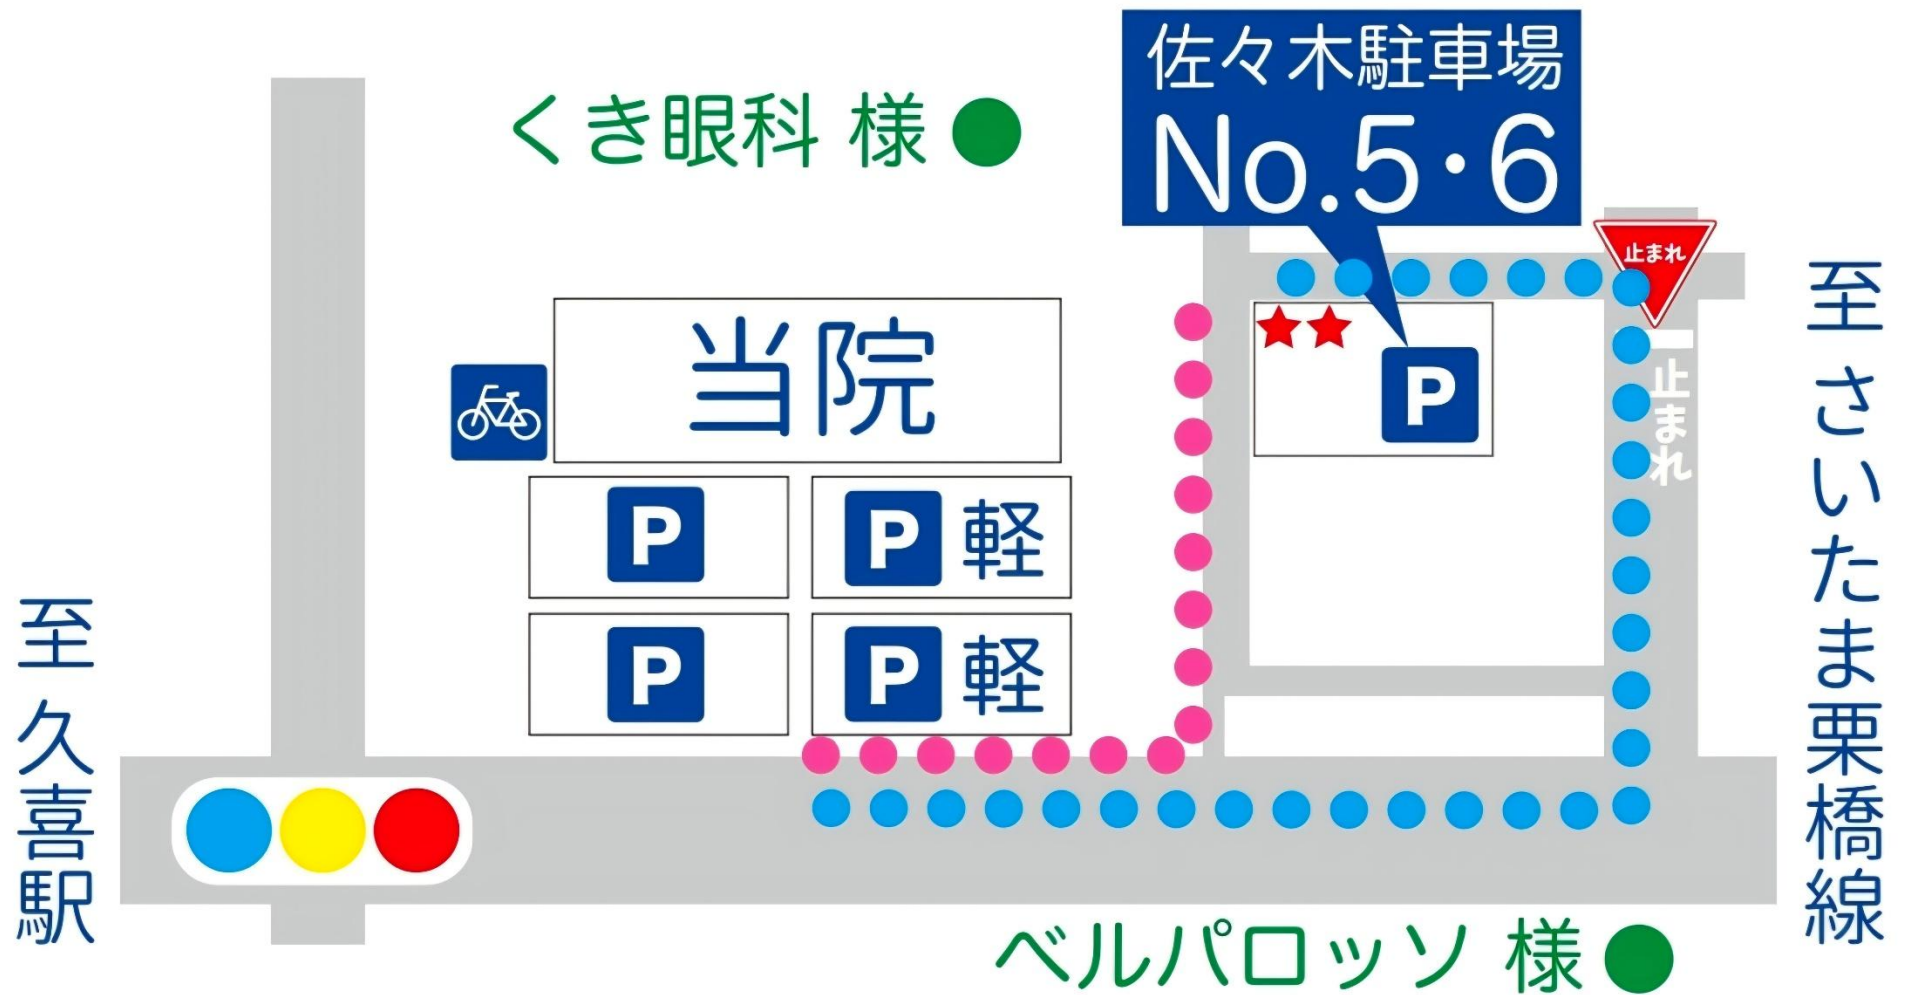 佐々木駐車場
No.5・6
くき眼科 様
止まれ
止まれ
当院
P
P
P 軽
P
P 軽
至 久喜駅
至 さいたま栗橋線
ベルパロッソ 様